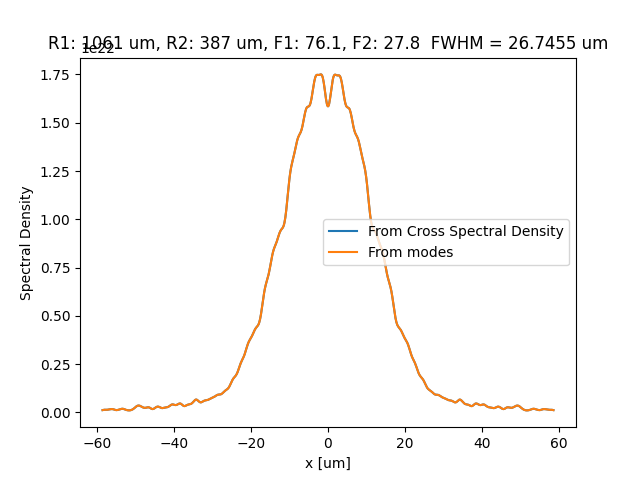 R1: 1061 um, R2: 387 um, F1: 76.1, F2: 27.8  FWHM = 26.7455 um
1e22
1.75
1.50
1.25
1.00
0.75
0.50
0.25
0.00
Spectral Density
From Cross Spectral Density
From modes
−60
−40
−20
0
20
40
60
x [um]